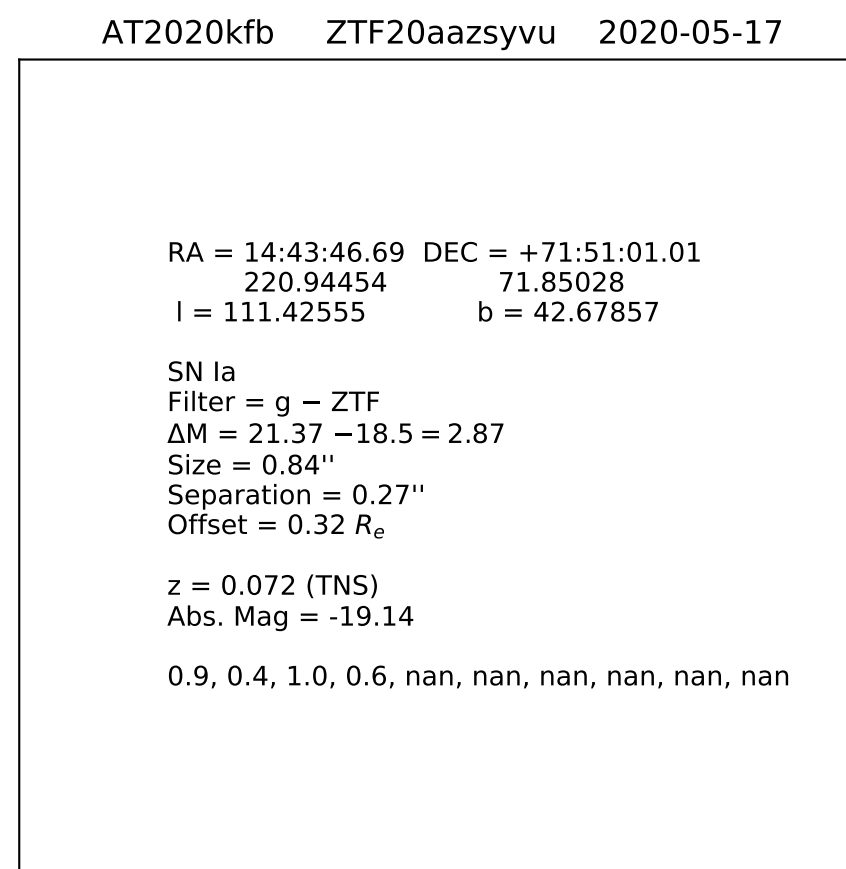 AT2020kfb ZTF20aazsyvu 2020-05-17
RA = 14:43:46.69 DEC = +71:51:01.01
220.94454 71.85028
l = 111.42555 b = 42.67857
SN Ia
Filter = g − ZTF
ΔM = 21.37 −18.5 = 2.87
Size = 0.84''
Separation = 0.27''
Offset = 0.32 Rₑ
z = 0.072 (TNS)
Abs. Mag = -19.14
0.9, 0.4, 1.0, 0.6, nan, nan, nan, nan, nan, nan